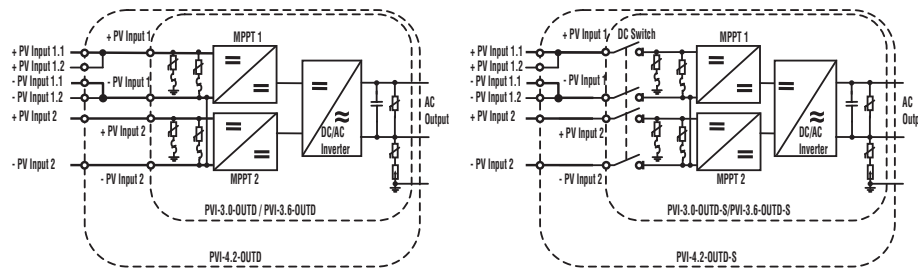 + PV Input 1
MPPT 1
+ PV Input 1.1
+ PV Input 1.2
- PV Input 1.1
- PV Input 1.2
- PV Input 1
+ PV Input 2
+ PV Input 2
- PV Input 2
- PV Input 2
DC/AC
Inverter
AC
Output
MPPT 2
PVI-3.0-OUTD / PVI-3.6-OUTD
PVI-4.2-OUTD
+ PV Input 1
DC Switch
MPPT 1
+ PV Input 1.1
+ PV Input 1.2
- PV Input 1.1
- PV Input 1.2
- PV Input 1
+ PV Input 2
+ PV Input 2
- PV Input 2
- PV Input 2
DC/AC
Inverter
AC
Output
MPPT 2
PVI-3.0-OUTD-S/PVI-3.6-OUTD-S
PVI-4.2-OUTD-S